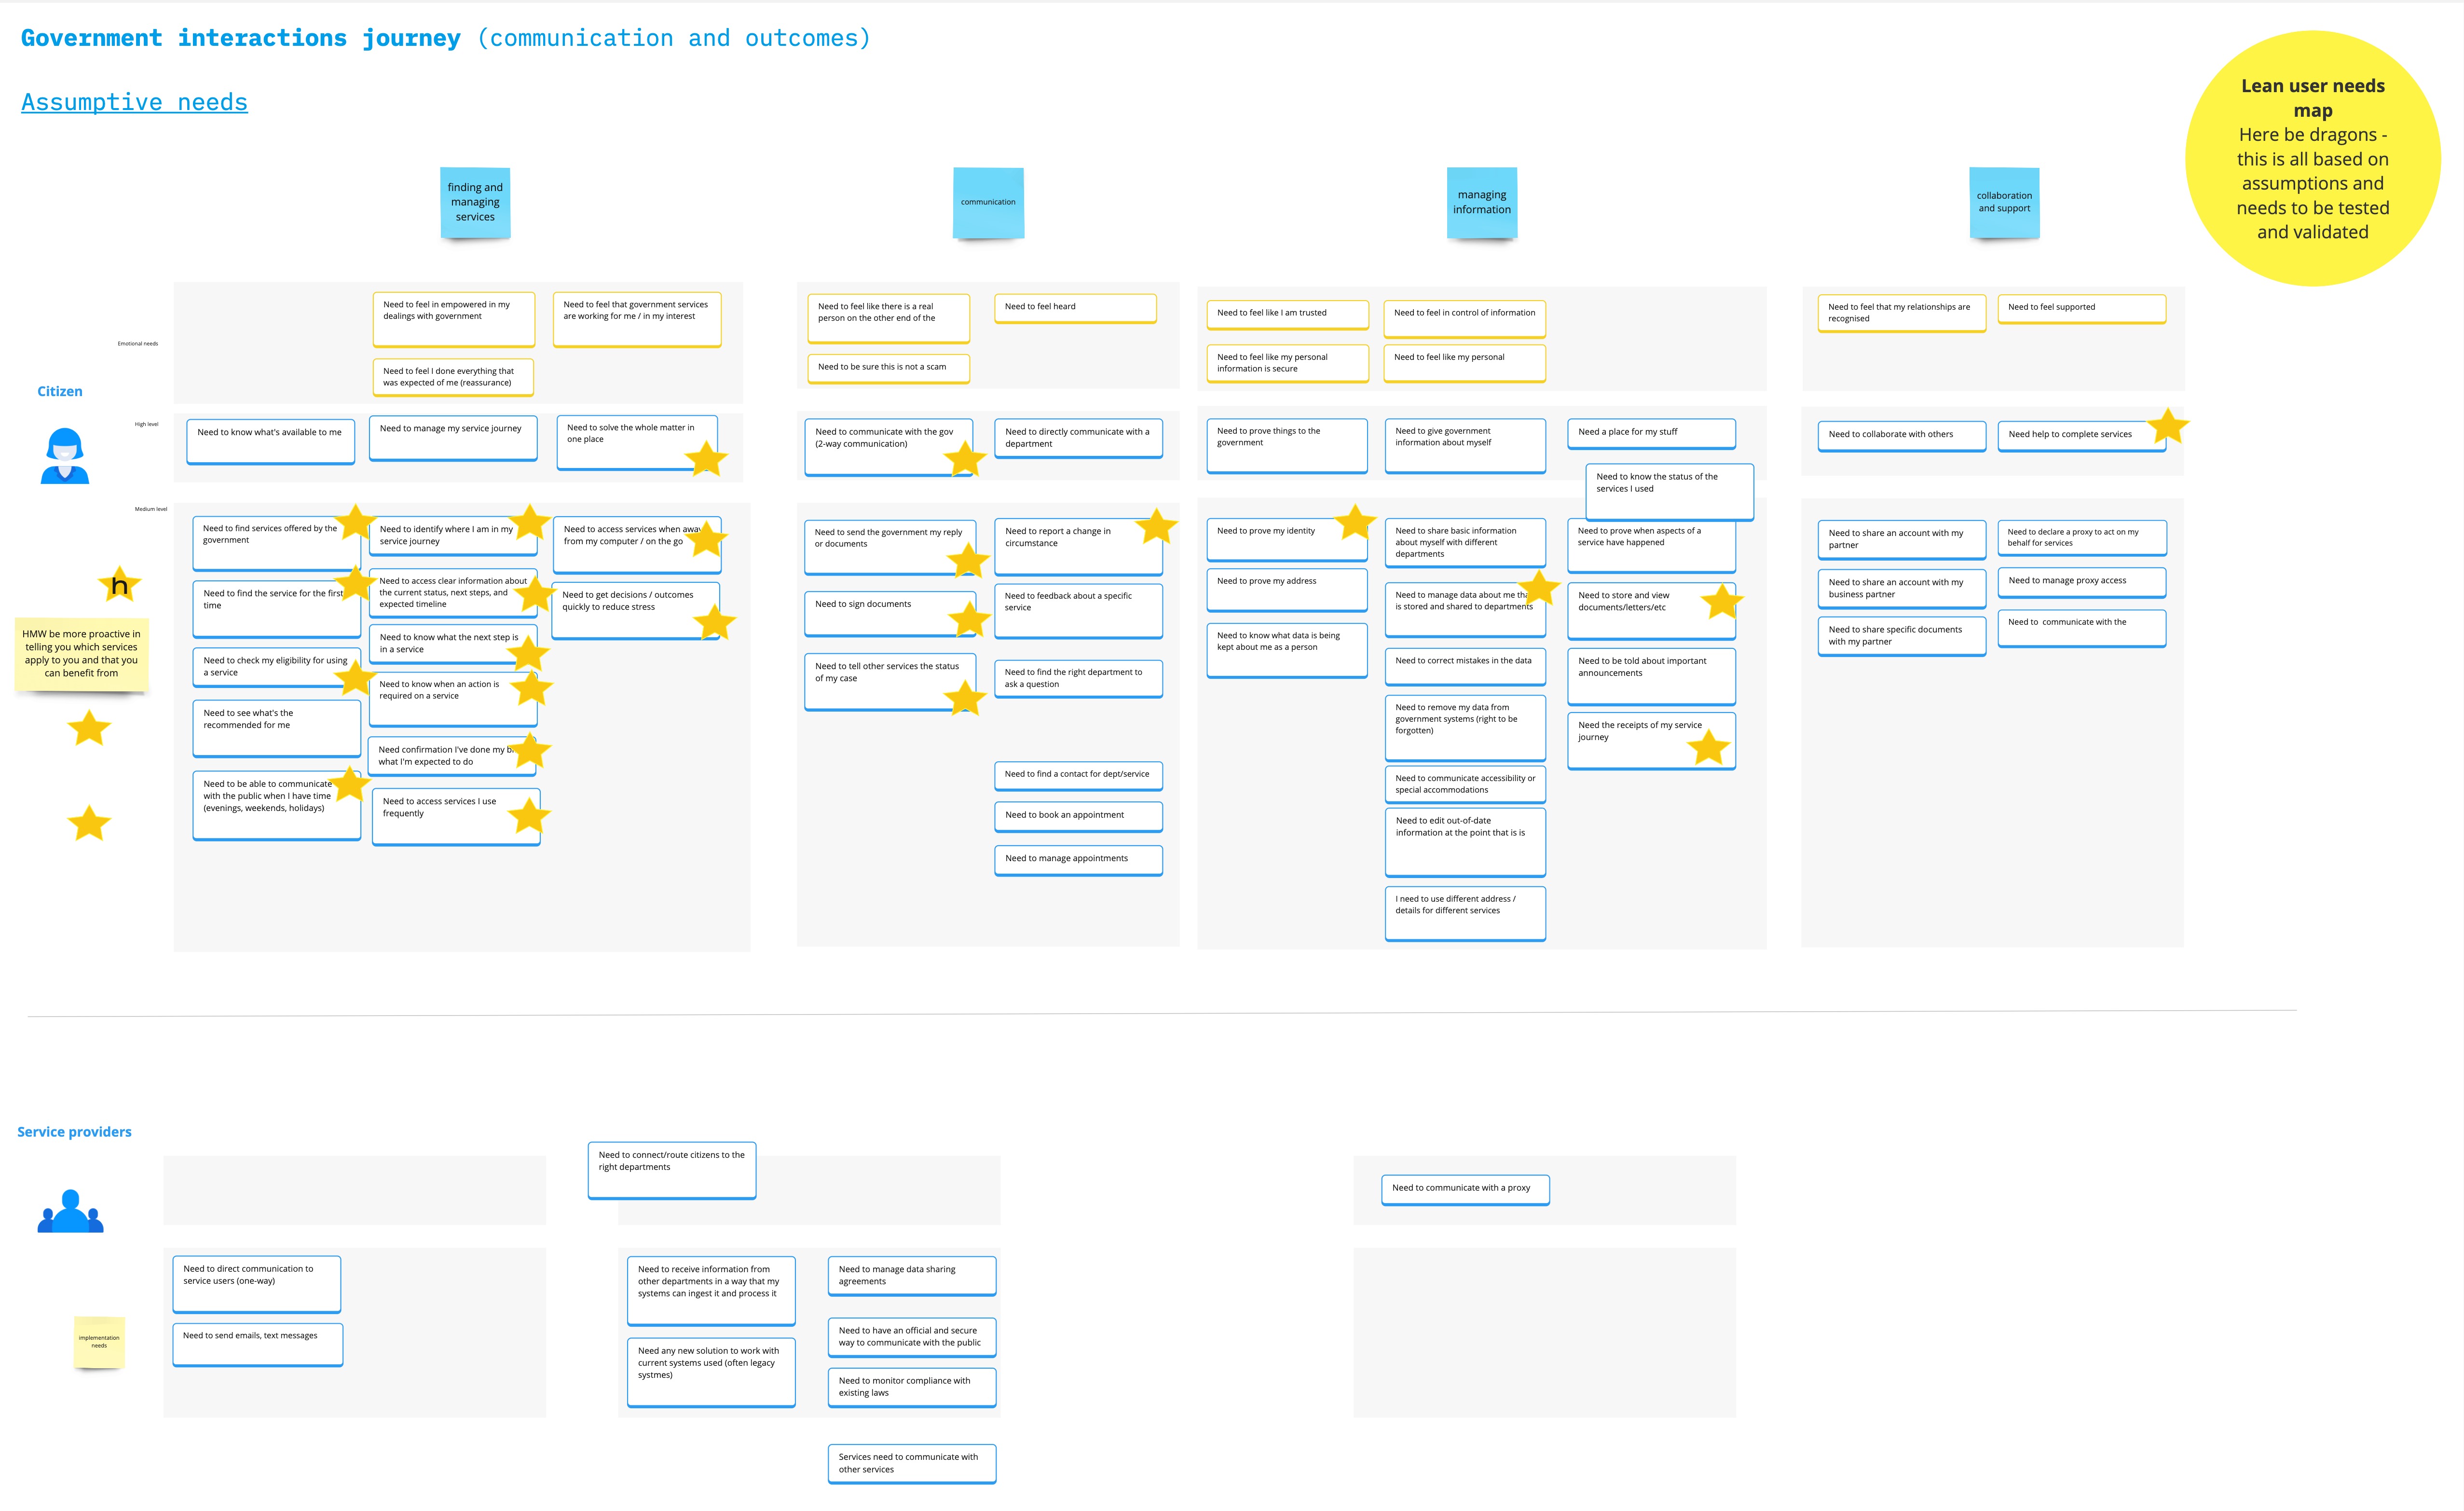 Government interactions journey (communication and outcomes)
Assumptive needs
Lean user needs
map
Here be dragons -
this is all based on
assumptions and
needs to be tested
and validated
finding and
managing
services
communication
managing
information
collaboration
and support
Emotional needs
Need to feel in empowered in my
dealings with government
Need to feel that government services
are working for me / in my interest
Need to feel I done everything that
was expected of me (reassurance)
Need to feel like there is a real
person on the other end of the
Need to feel heard
Need to be sure this is not a scam
Need to feel like I am trusted
Need to feel in control of information
Need to feel like my personal
information is secure
Need to feel like my personal
Need to feel that my relationships are
recognised
Need to feel supported
Citizen
High level
Need to know what's available to me
Need to manage my service journey
Need to solve the whole matter in
one place
Need to communicate with the gov
(2-way communication)
Need to directly communicate with a
department
Need to prove things to the
government
Need to give government
information about myself
Need a place for my stuff
Need to know the status of the
services I used
Need to collaborate with others
Need help to complete services
Medium level
Need to find services offered by the
government
Need to find the service for the first
time
Need to check my eligibility for using
a service
Need to see what's the
recommended for me
Need to be able to communicate
with the public when I have time
(evenings, weekends, holidays)
Need to identify where I am in my
service journey
Need to access clear information about
the current status, next steps, and
expected timeline
Need to know what the next step is
in a service
Need to know when an action is
required on a service
Need confirmation I've done my
what I'm expected to do
Need to access services I use
frequently
Need to access services when away
from my computer / on the go
Need to get decisions / outcomes
quickly to reduce stress
Need to send the government my reply
or documents
Need to sign documents
Need to tell other services the status
of my case
Need to report a change in
circumstance
Need to feedback about a specific
service
Need to find the right department to
ask a question
Need to find a contact for dept/service
Need to book an appointment
Need to manage appointments
Need to prove my identity
Need to prove my address
Need to know what data is being
kept about me as a person
Need to share basic information
about myself with different
departments
Need to manage data about me
is stored and shared to departments
Need to correct mistakes in the data
Need to remove my data from
government systems (right to be
forgotten)
Need to communicate accessibility or
special accommodations
Need to edit out-of-date
information at the point that is is
I need to use different address /
details for different services
Need to prove when aspects of a
service have happened
Need to store and view
documents/letters/etc
Need to be told about important
announcements
Need the receipts of my service
journey
Need to share an account with my
partner
Need to share an account with my
business partner
Need to share specific documents
with my partner
Need to declare a proxy to act on my
behalf for services
Need to manage proxy access
Need to  communicate with the
h
HMW be more proactive in
telling you which services
apply to you and that you
can benefit from
Service providers
Need to connect/route citizens to the
right departments
Need to communicate with a proxy
Need to direct communication to
service users (one-way)
Need to send emails, text messages
implementation
needs
Need to receive information from
other departments in a way that my
systems can ingest it and process it
Need any new solution to work with
current systems used (often legacy
systmes)
Need to manage data sharing
agreements
Need to have an official and secure
way to communicate with the public
Need to monitor compliance with
existing laws
Services need to communicate with
other services